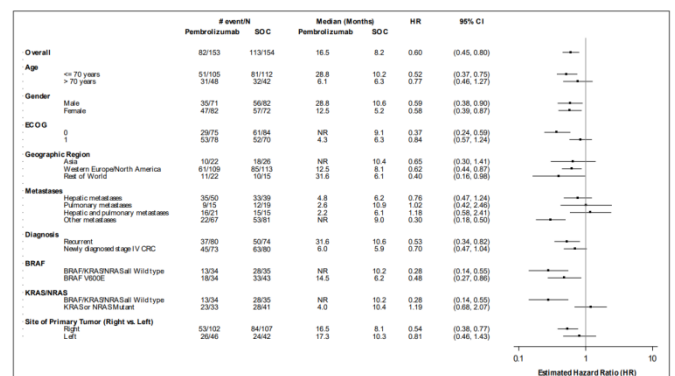 # event/N Median (Months) HR 95% CI
Pembrolizumab SOC Pembrolizumab SOC
Overall 82/153 113/154 16.5 8.2 0.60 (0.45, 0.80)
Age
<= 70 years 51/105 81/112 28.8 10.2 0.52 (0.37, 0.75)
> 70 years 31/48 32/42 6.1 6.3 0.77 (0.46, 1.27)
Gender
Male 35/71 56/82 28.8 10.6 0.59 (0.38, 0.90)
Female 47/82 57/72 12.5 5.2 0.58 (0.39, 0.87)
ECOG
0 29/75 61/84 NR 9.1 0.37 (0.24, 0.59)
1 53/78 52/70 4.3 6.3 0.84 (0.57, 1.24)
Geographic Region
Asia 10/22 18/26 NR 10.4 0.65 (0.30, 1.41)
Western Europe/North America 61/109 85/113 12.5 8.1 0.62 (0.44, 0.87)
Rest of World 11/22 10/15 31.6 6.1 0.40 (0.16, 0.98)
Metastases
Hepatic metastases 35/50 33/39 4.8 6.2 0.76 (0.47, 1.24)
Pulmonary metastases 9/15 12/19 2.6 10.9 1.02 (0.42, 2.46)
Hepatic and pulmonary metastases 16/21 15/15 2.2 6.1 1.18 (0.58, 2.41)
Other metastases 22/67 53/81 NR 9.0 0.30 (0.18, 0.50)
Diagnosis
Recurrent 37/80 50/74 31.6 10.6 0.53 (0.34, 0.82)
Newly diagnosed stage IV CRC 45/73 63/80 6.0 5.9 0.70 (0.47, 1.04)
BRAF
BRAF/KRAS/NRAS all Wild type 13/34 28/35 NR 10.2 0.28 (0.14, 0.55)
BRAF V600E 18/34 33/43 14.5 6.2 0.48 (0.27, 0.86)
KRAS/NRAS
BRAF/KRAS/NRAS all Wild type 13/34 28/35 NR 10.2 0.28 (0.14, 0.55)
KRAS or NRAS Mutant 23/33 28/41 4.0 10.4 1.19 (0.68, 2.07)
Site of Primary Tumor (Right vs. Left)
Right 53/102 84/107 16.5 8.1 0.54 (0.38, 0.77)
Left 26/46 24/42 17.3 10.3 0.81 (0.46, 1.43)
0.1 1 10
Estimated Hazard Ratio (HR)